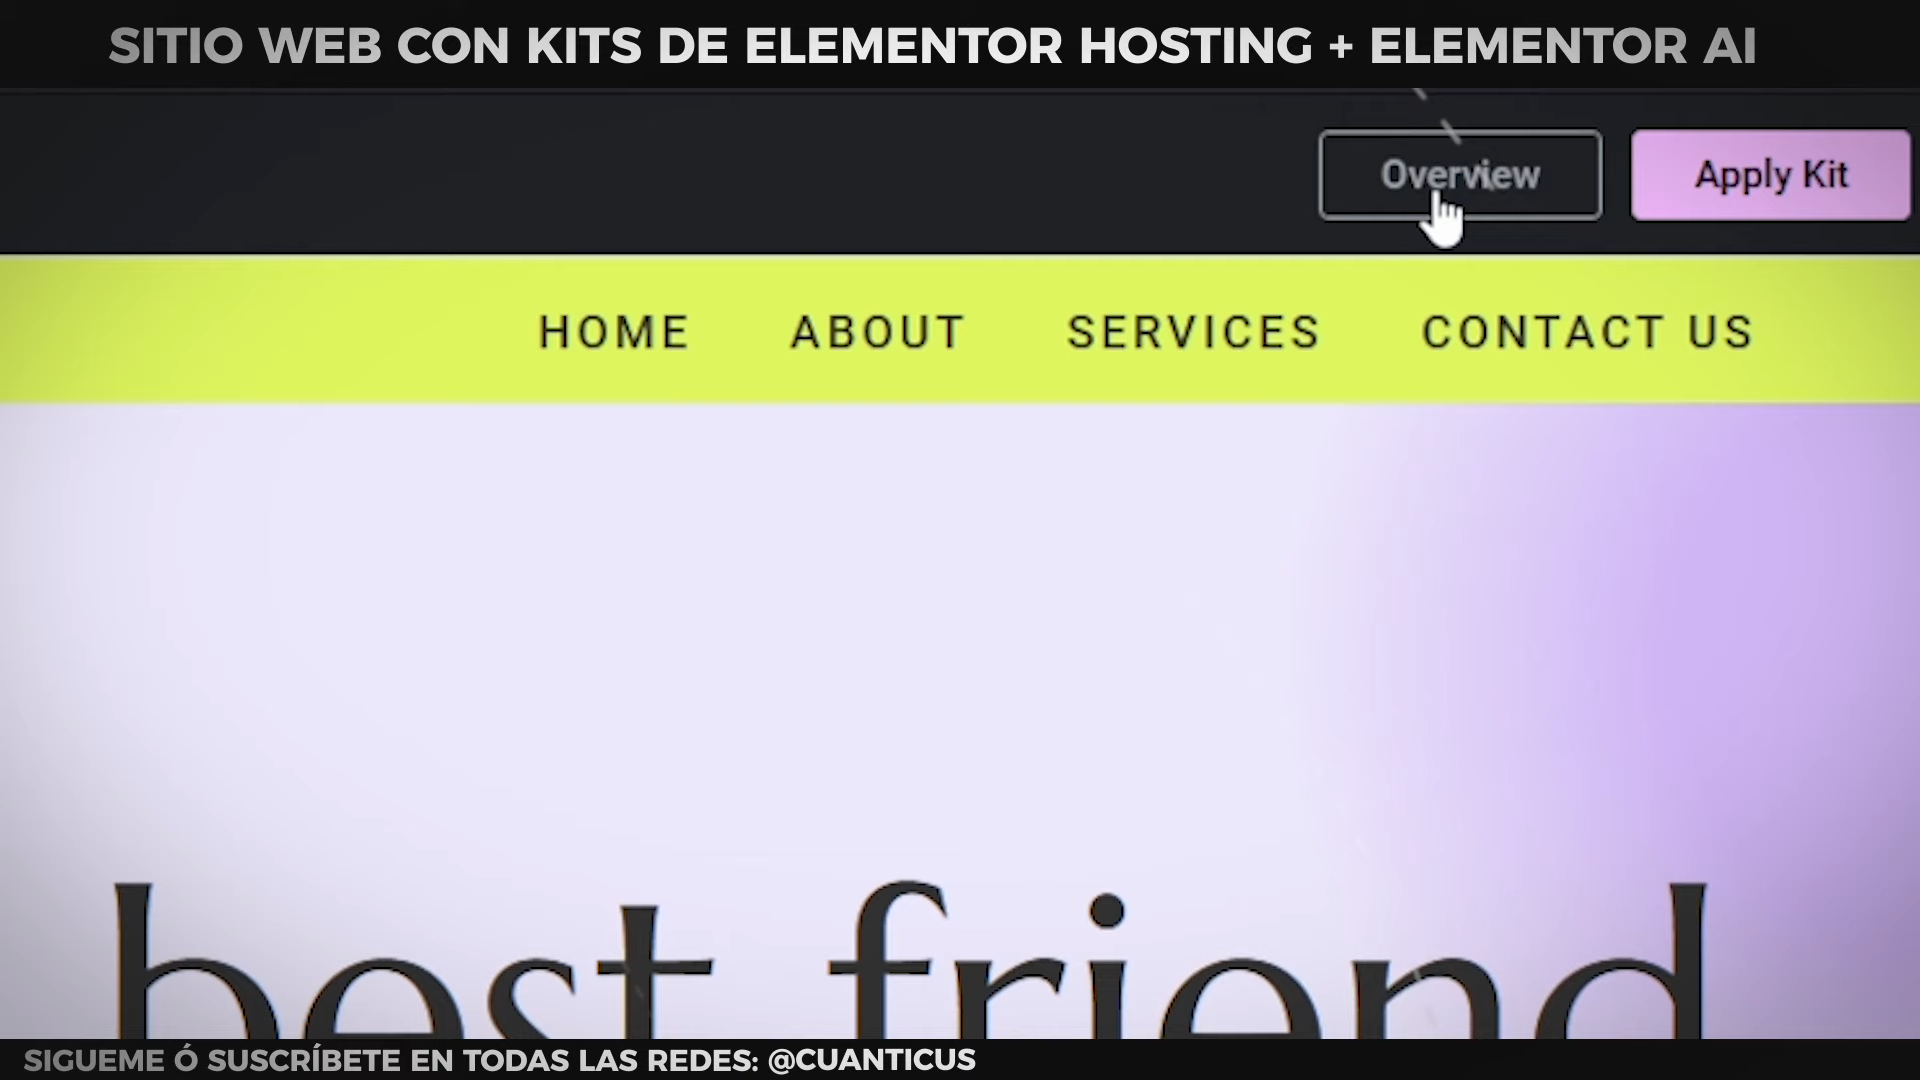 SITIO WEB CON KITS DE ELEMENTOR HOSTING + ELEMENTOR AI
Overview Apply Kit
HOME ABOUT SERVICES CONTACT US
best friend
SIGUEME Ó SUSCRÍBETE EN TODAS LAS REDES: @CUANTICUS